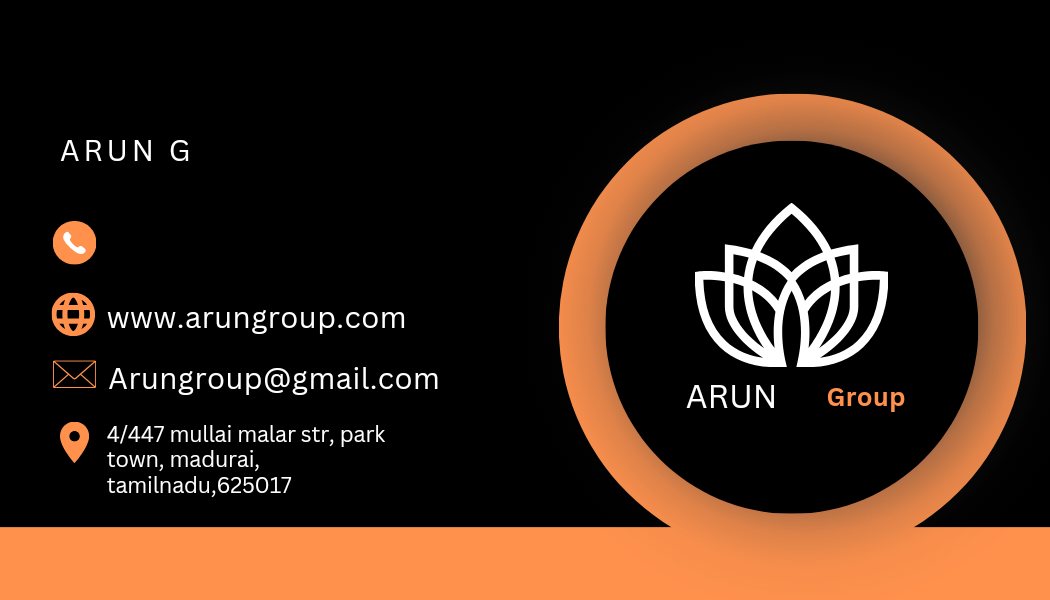 ARUN G
www.arungroup.com
Arungroup@gmail.com
4/447 mullai malar str, park
town, madurai,
tamilnadu,625017
ARUN Group